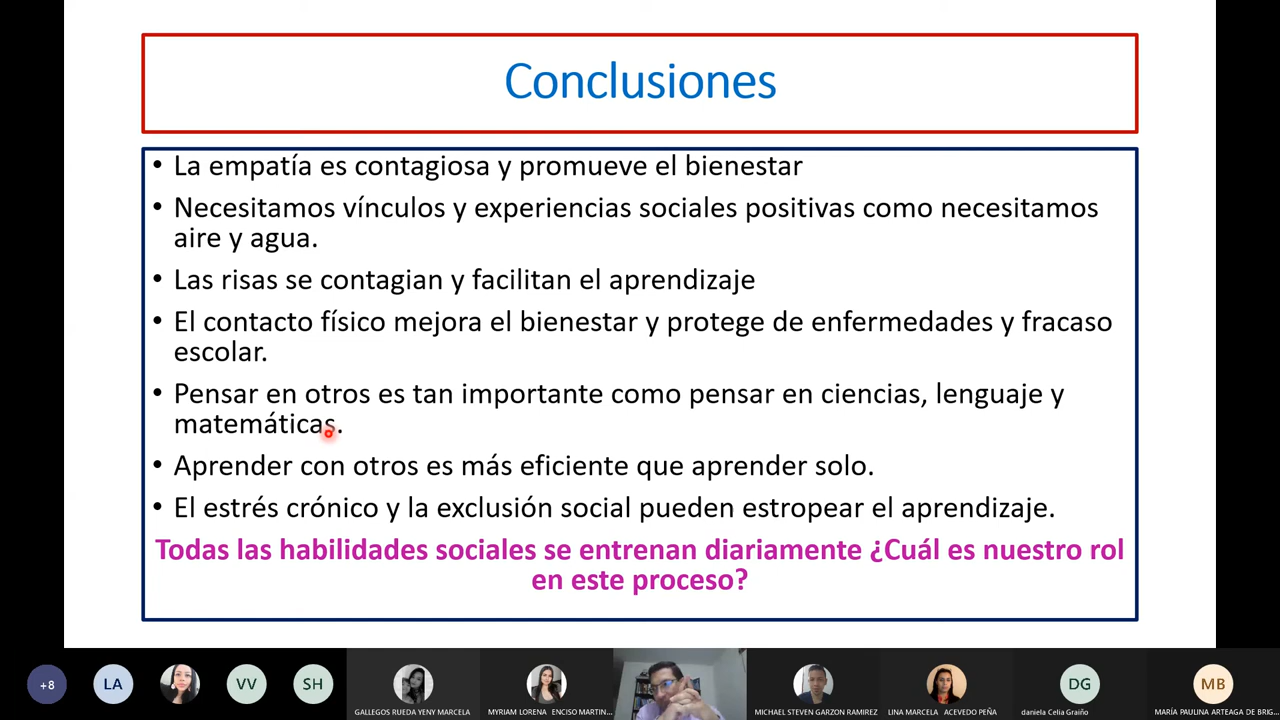 Conclusiones
• La empatía es contagiosa y promueve el bienestar
• Necesitamos vínculos y experiencias sociales positivas como necesitamos
aire y agua.
• Las risas se contagian y facilitan el aprendizaje
• El contacto físico mejora el bienestar y protege de enfermedades y fracaso
escolar.
• Pensar en otros es tan importante como pensar en ciencias, lenguaje y
matemáticas.
• Aprender con otros es más eficiente que aprender solo.
• El estrés crónico y la exclusión social pueden estropear el aprendizaje.
Todas las habilidades sociales se entrenan diariamente ¿Cuál es nuestro rol
en este proceso?
+8
LA
VV
SH
DG
MB
GALLEGOS RUEDA YENY MARCELA
MYRIAM LORENA ENCISO MARTIN...
MICHAEL STEVEN GARZON RAMIREZ
LINA MARCELA ACEVEDO PEÑA
daniela Celia Graiño
MARÍA PAULINA ARTEAGA DE BRIG...